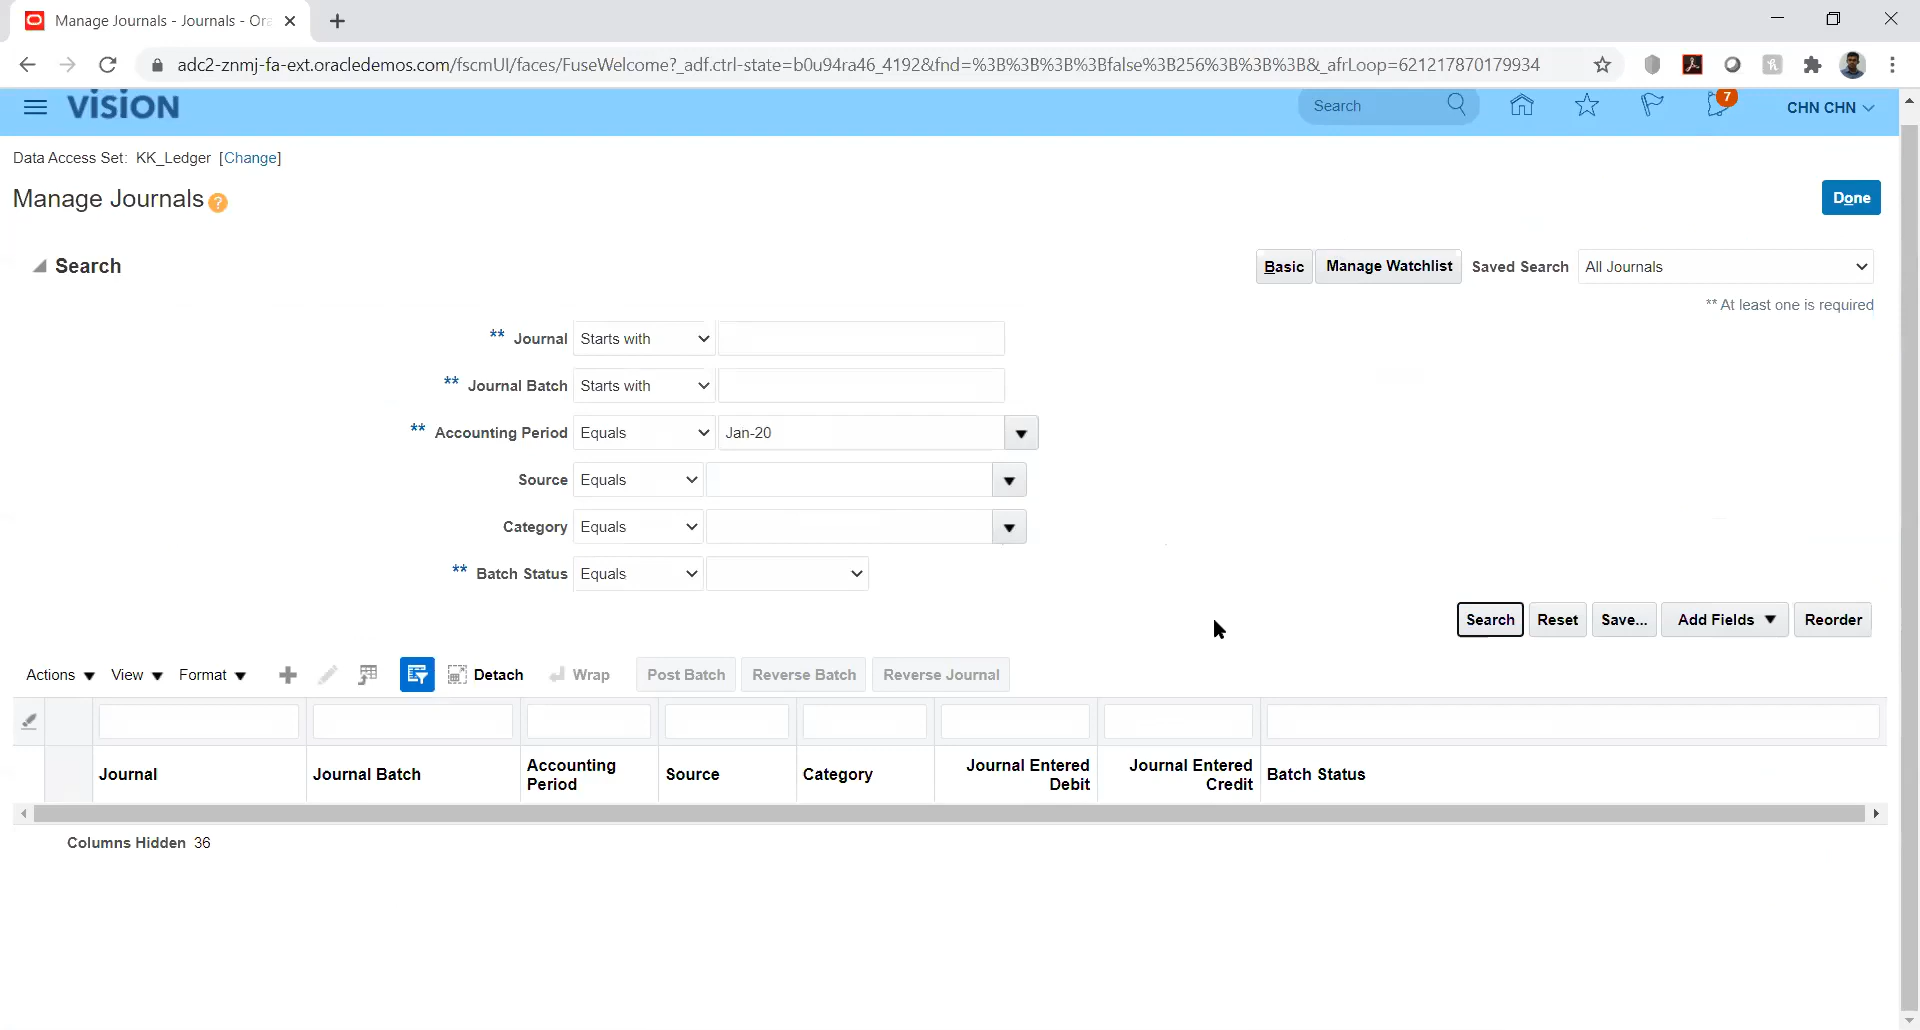 Manage Journals - Journals - Ora
adc2-znmj-fa-ext.oracledemos.com/fscmUI/faces/FuseWelcome?_adf.ctrl-state=b0u94ra46_4192&fnd=%3B%3B%3B%3Bfalse%3B256%3B%3B%3B&_afrLoop=621217870179934
VISION
Search
7
CHN CHN
Data Access Set: KK_Ledger [Change]
Manage Journals ?
Done
Search
Basic Manage Watchlist Saved Search All Journals
** At least one is required
** Journal Starts with
** Journal Batch Starts with
** Accounting Period Equals Jan-20
Source Equals
Category Equals
** Batch Status Equals
Search Reset Save... Add Fields Reorder
Actions View Format Detach Wrap Post Batch Reverse Batch Reverse Journal
Journal Journal Batch Accounting Period Source Category Journal Entered Debit Journal Entered Credit Batch Status
Columns Hidden 36